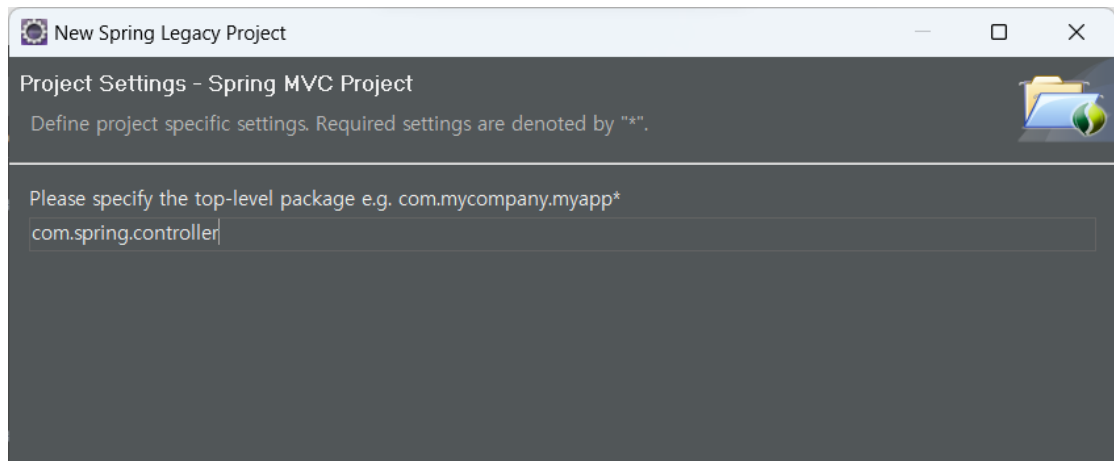 New Spring Legacy Project
Project Settings - Spring MVC Project
Define project specific settings. Required settings are denoted by "*".
Please specify the top-level package e.g. com.mycompany.myapp*
com.spring.controller